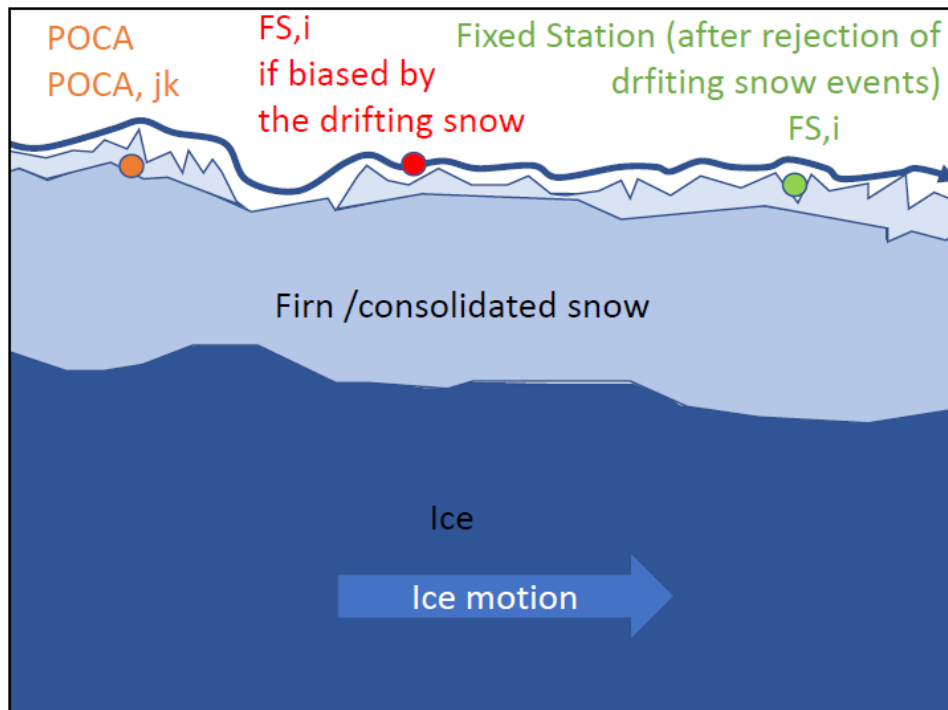 POCA
POCA, jk
FS,i
if biased by
the drifting snow
Fixed Station (after rejection of
drfiting snow events)
FS,i
Firn /consolidated snow
Ice
Ice motion